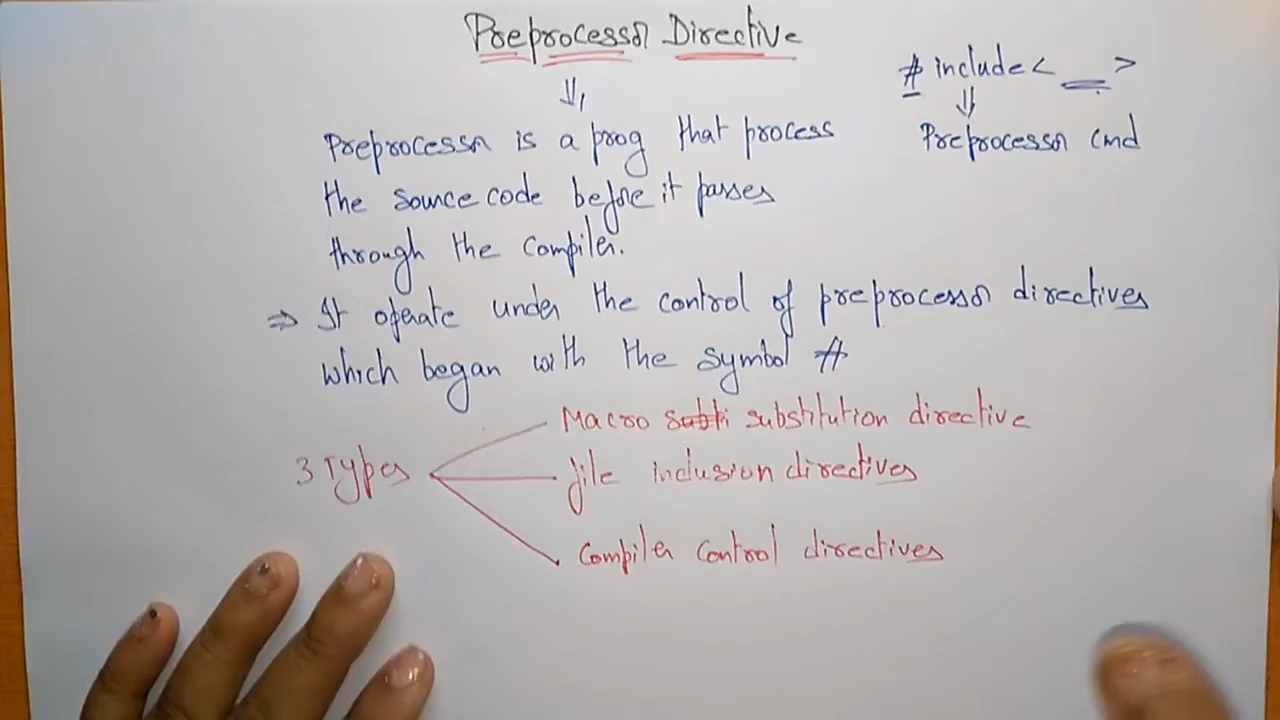 Preprocessor Directive
# include < __ >
⇓
⇓
Preprocessor cmd
Preprocessor is a prog that process
the source code before it passes
through the compiler.
⇒ It operate under the control of preprocessor directives
which began with the symbol #
3 Types
Macro substitution directive
file inclusion directives
Compiler control directives